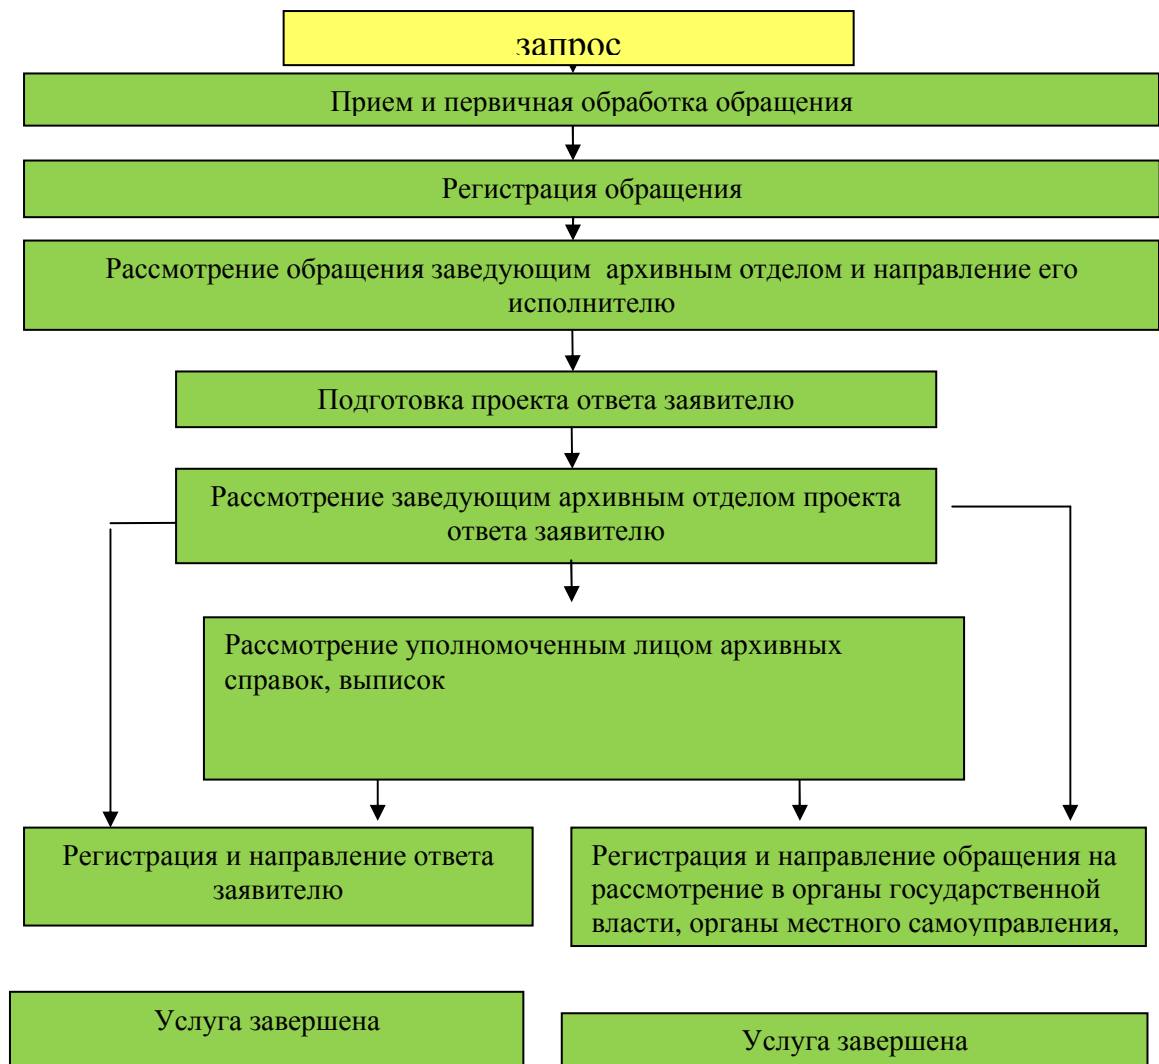 запрос
Прием и первичная обработка обращения
Регистрация обращения
Рассмотрение обращения заведующим архивным отделом и направление его
исполнителю
Подготовка проекта ответа заявителю
Рассмотрение заведующим архивным отделом проекта
ответа заявителю
Рассмотрение уполномоченным лицом архивных
справок, выписок
Регистрация и направление ответа
заявителю
Регистрация и направление обращения на
рассмотрение в органы государственной
власти, органы местного самоуправления,
Услуга завершена
Услуга завершена